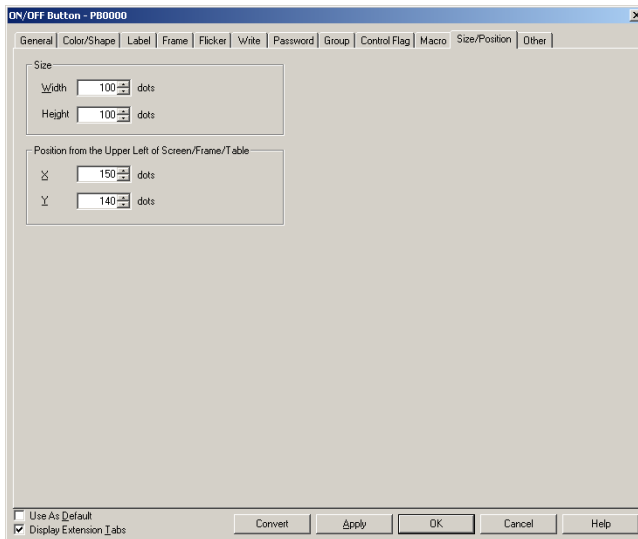 ON/OFF Button - PB0000
General Color/Shape Label Frame Flicker Write Password Group Control Flag Macro Size/Position Other
Size
Width 100 dots
Height 100 dots
Position from the Upper Left of Screen/Frame/Table
X 150 dots
Y 140 dots
Use As Default
Display Extension Tabs
Convert Apply OK Cancel Help